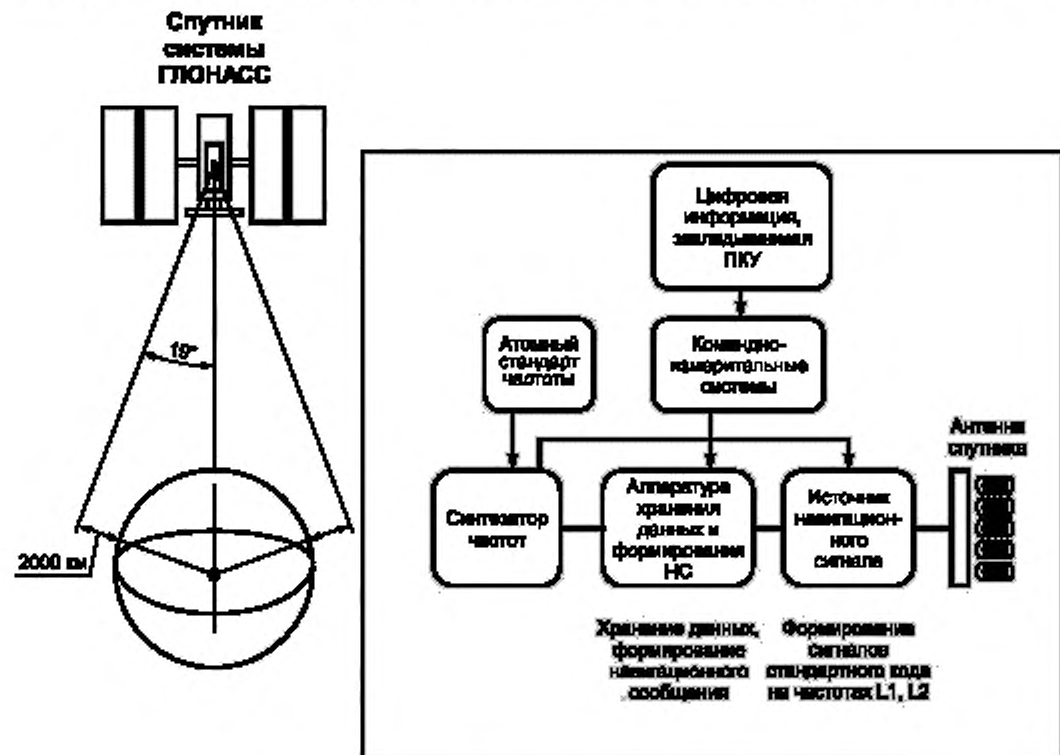 Спутник
системы
ГЛОНАСС
19°
2000 км
Цифровая
информация,
закладываемая
ПКУ
Атомный
стандарт
частоты
Командно-
измерительные
системы
Антенна
спутника
Синтезатор
частот
Аппаратура
хранения
данных и
формирования
НС
Источник
навигацион-
ного
сигнала
Хранение данных,
формирование
навигационного
сообщения
Формирование
сигналов
стандартного кода
на частотах L1, L2